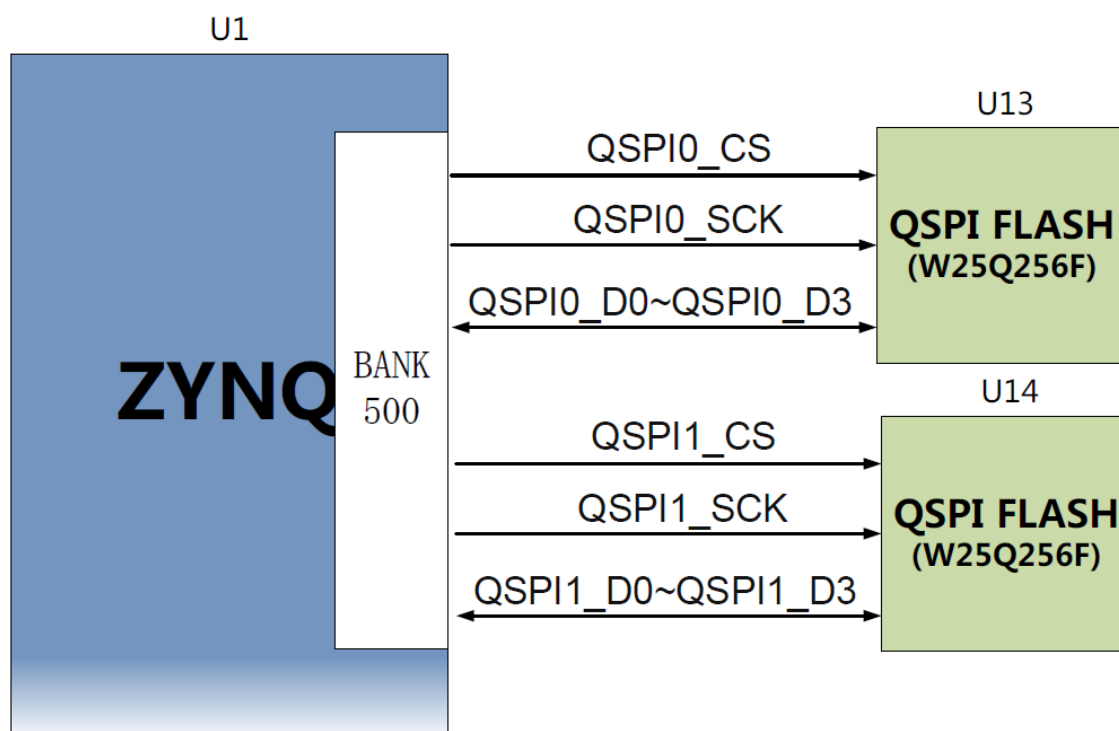 U1
ZYNQ
BANK
500
QSPI0_CS
QSPI0_SCK
QSPI0_D0~QSPI0_D3
U13
QSPI FLASH
(W25Q256F)
QSPI1_CS
QSPI1_SCK
QSPI1_D0~QSPI1_D3
U14
QSPI FLASH
(W25Q256F)